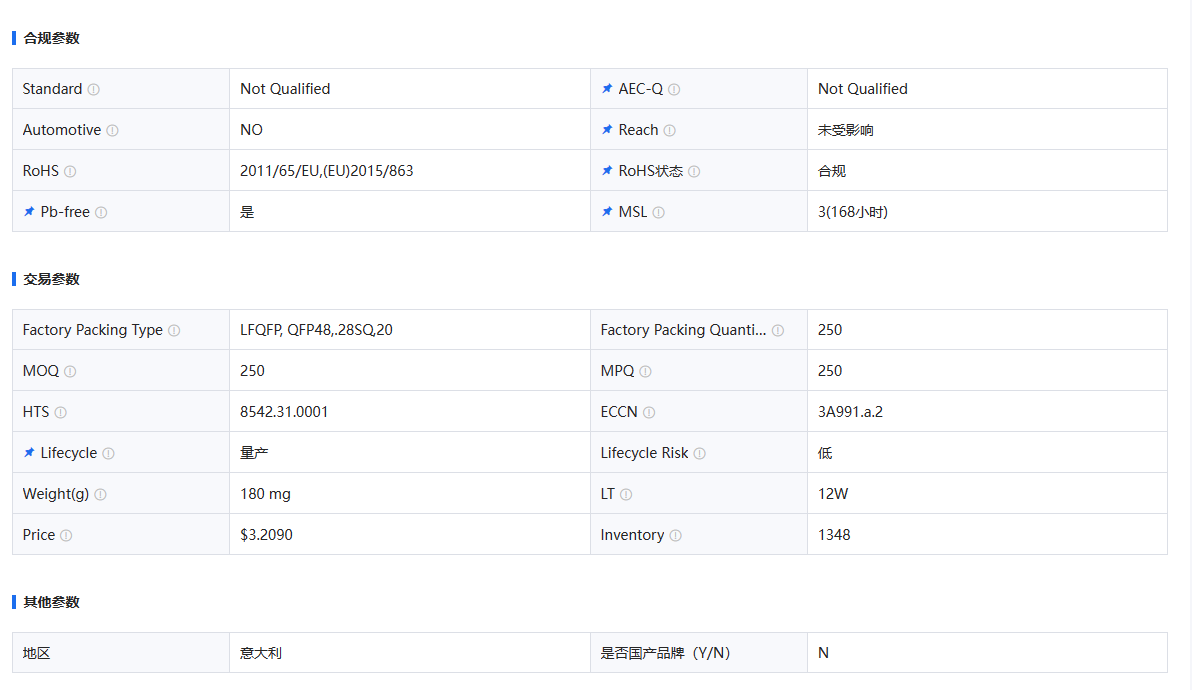 合规参数
Standard Not Qualified AEC-Q Not Qualified
Automotive NO Reach 未受影响
RoHS 2011/65/EU,(EU)2015/863 RoHS状态 合规
Pb-free 是 MSL 3(168小时)
交易参数
Factory Packing Type LFQFP, QFP48,.28SQ,20 Factory Packing Quanti... 250
MOQ 250 MPQ 250
HTS 8542.31.0001 ECCN 3A991.a.2
Lifecycle 量产 Lifecycle Risk 低
Weight(g) 180 mg LT 12W
Price $3.2090 Inventory 1348
其他参数
地区 意大利 是否国产品牌（Y/N） N